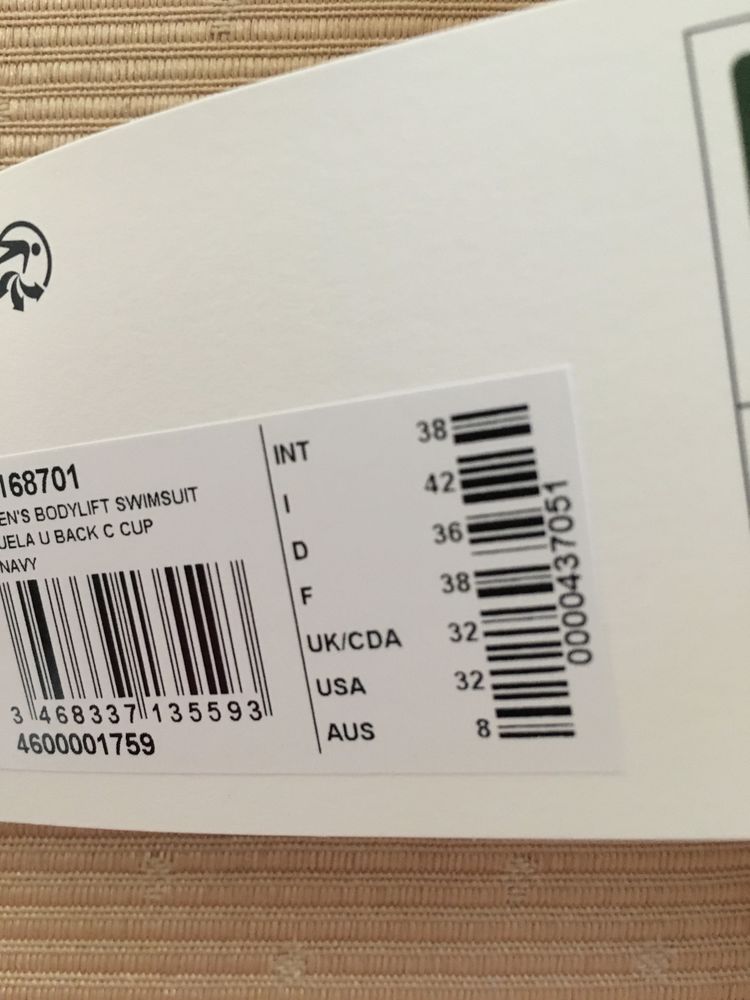 168701
EN'S BODYLIFT SWIMSUIT
UELA U BACK C CUP
NAVY
3 468337 135593
4600001759
INT 38
I 42
D 36
F 38
UK/CDA 32
USA 32
AUS 8
0000437051